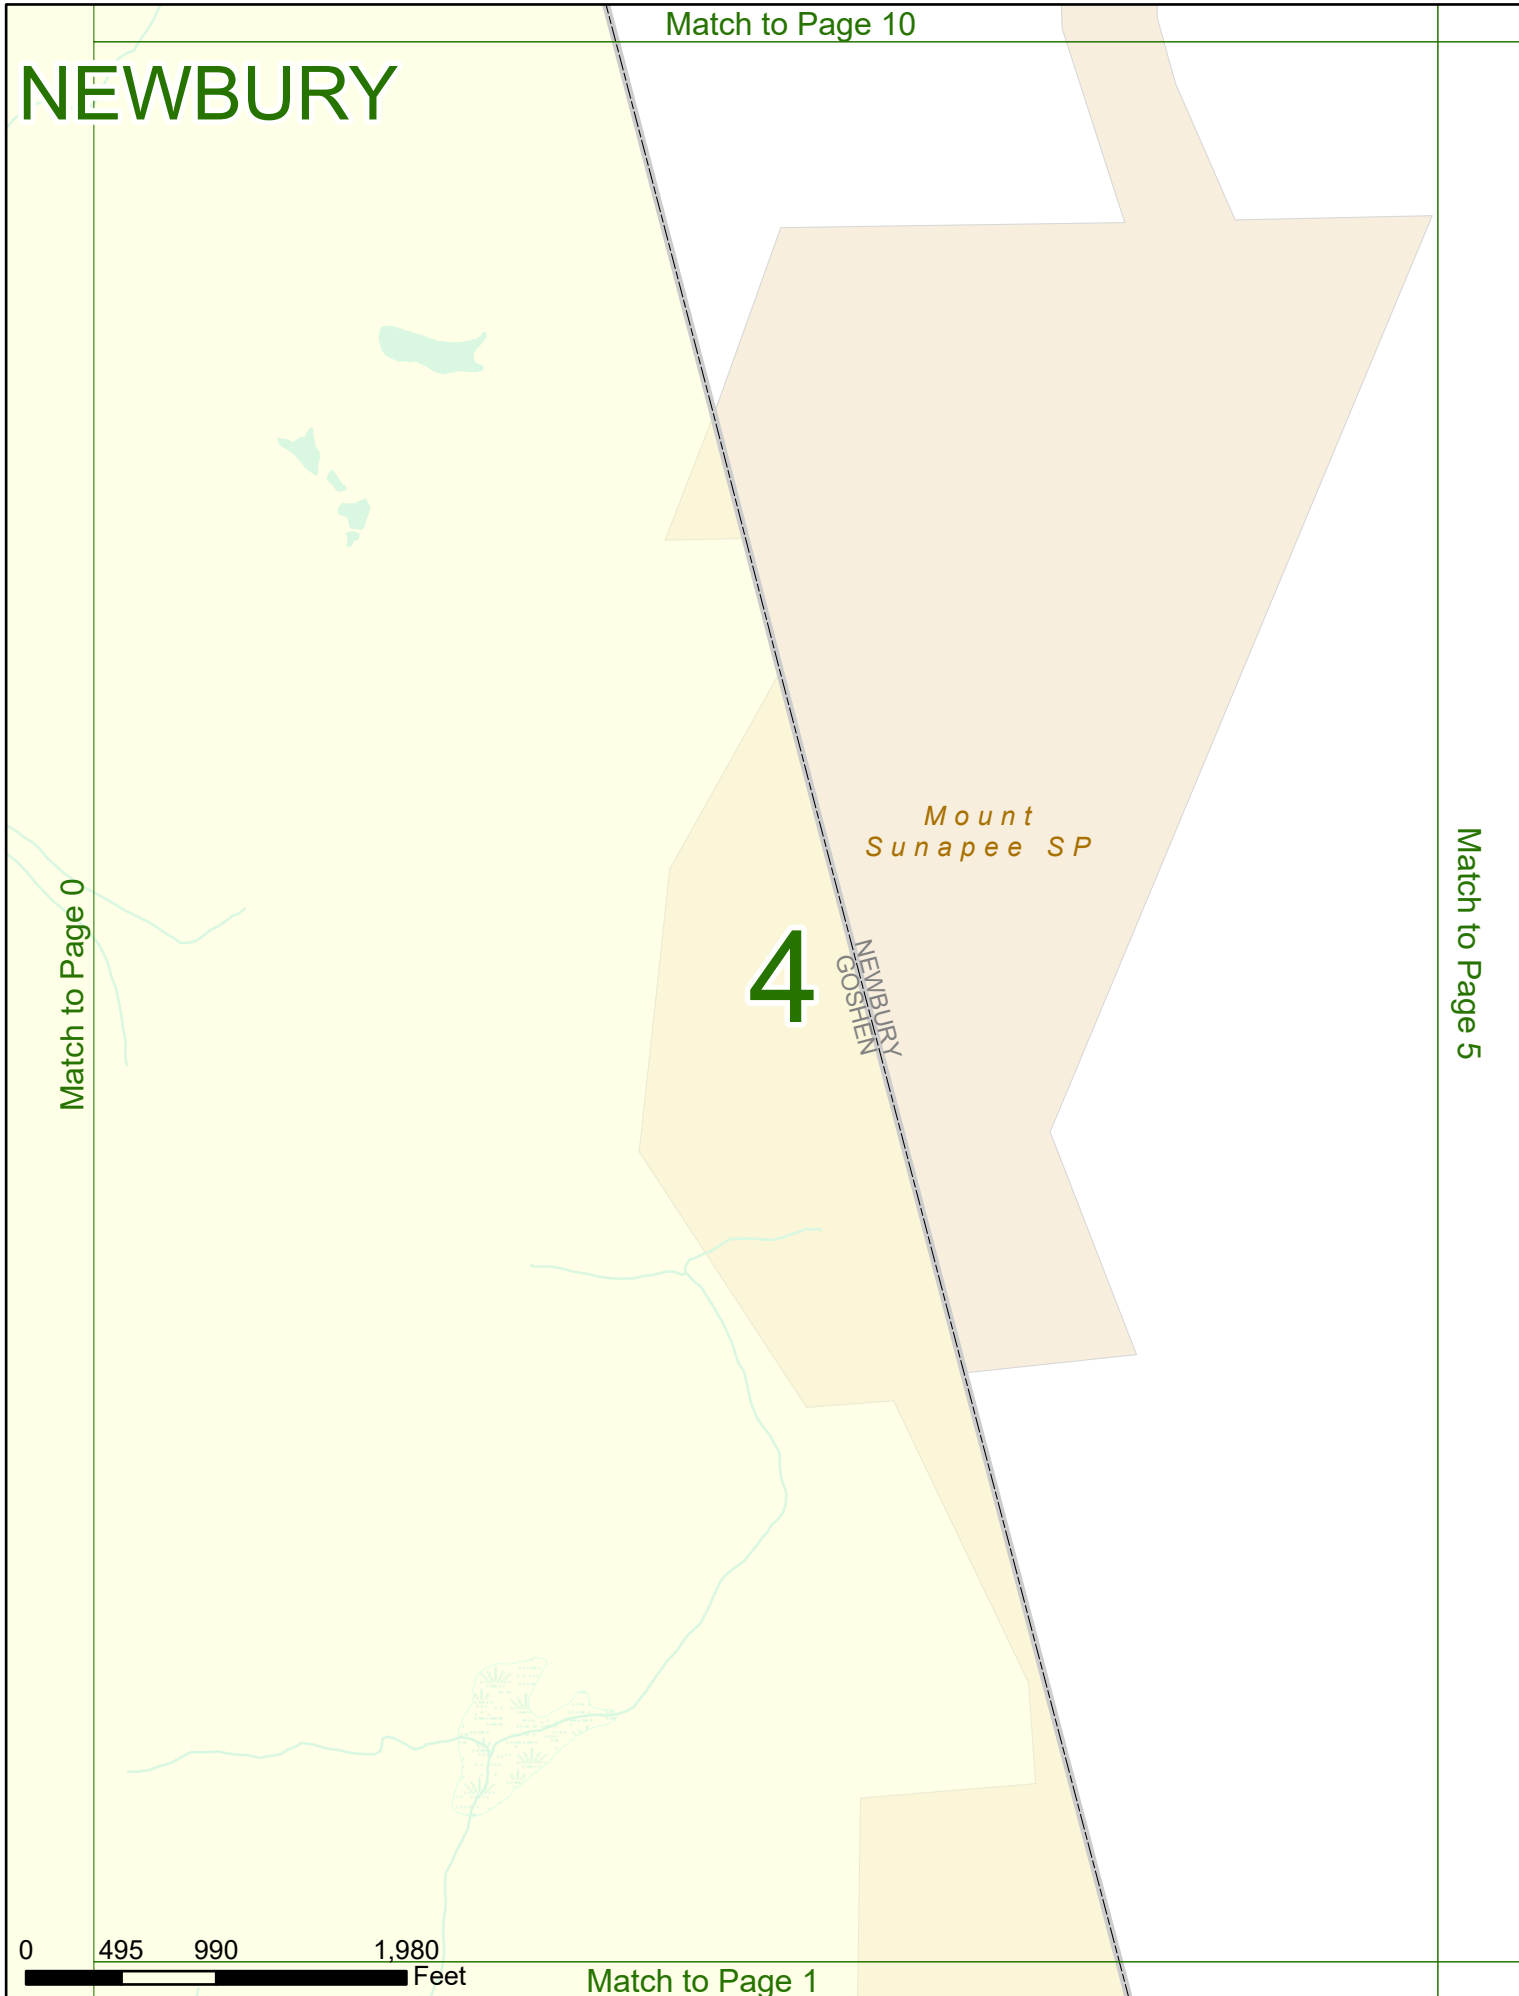 Match to Page 10
NEWBURY
Mount
Sunapee SP
Match to Page 0
4
NEWBURY
GOSHEN
Match to Page 5
0 495 990 1,980
Feet
Match to Page 1